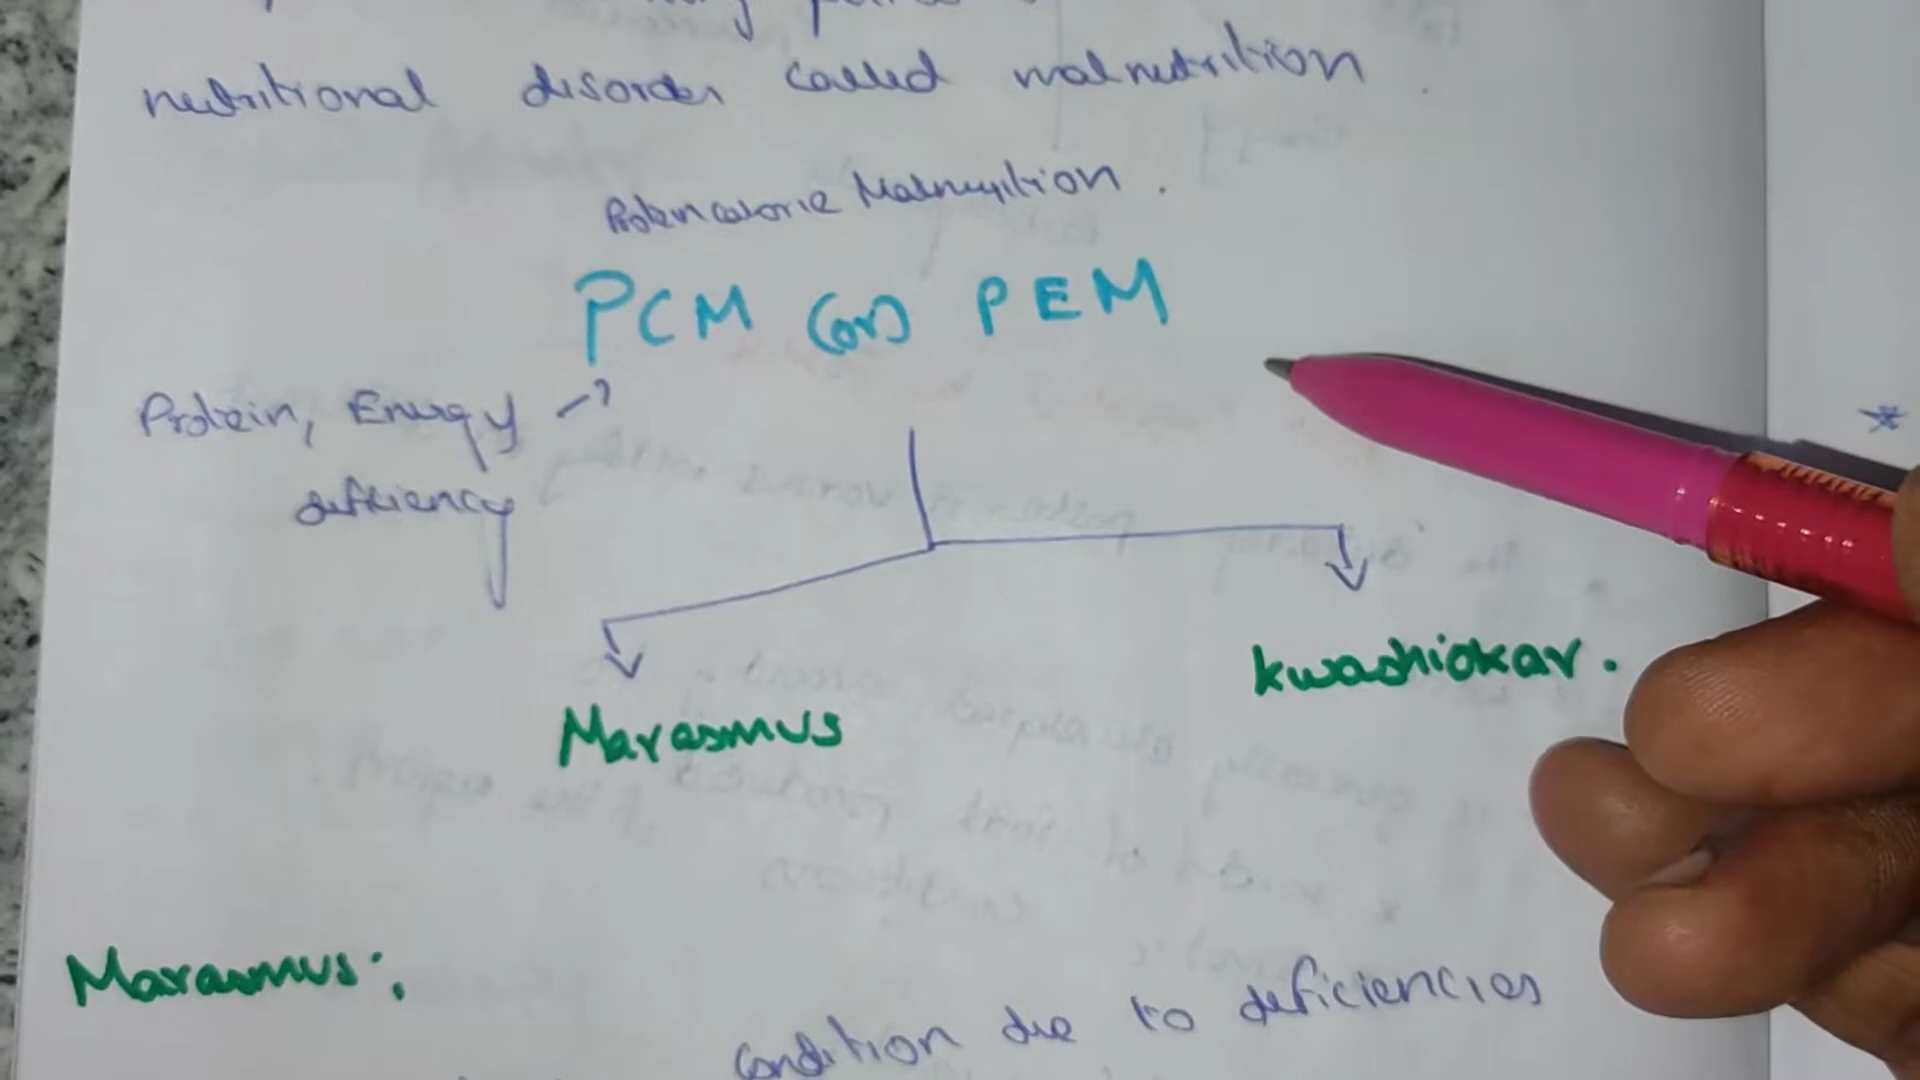 nutritional disorder called malnutrition.
Protein calorie Malnutrition.
PCM (or) PEM
Protein, Energy →
deficiency
*
Marasmus
kwashiokar.
Marasmus:
condition due to deficiencies